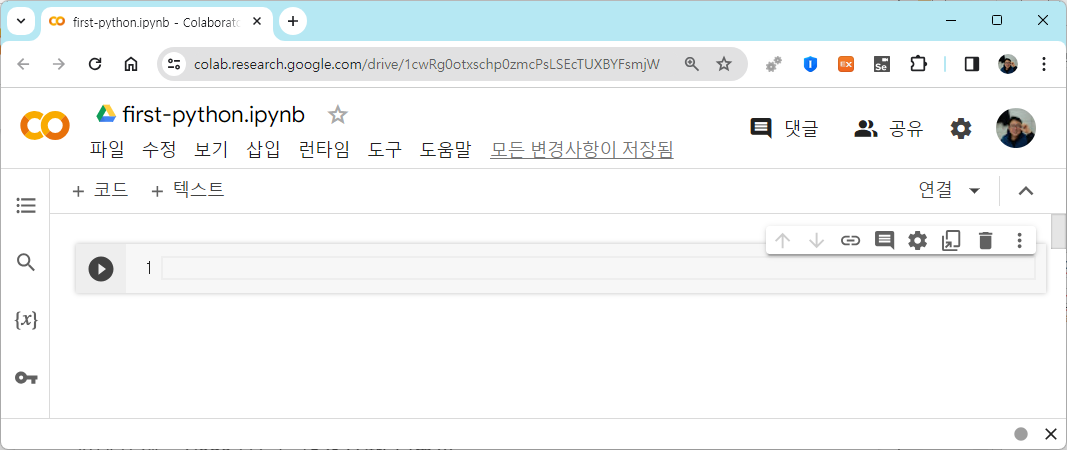 first-python.ipynb - Colaborato
colab.research.google.com/drive/1cwRg0otxschp0zmcPsLSEcTUXBYFsmjW
EX
Se
first-python.ipynb
댓글 공유
파일 수정 보기 삽입 런타임 도구 도움말 모든 변경사항이 저장됨
+ 코드 + 텍스트 연결
{x}
1